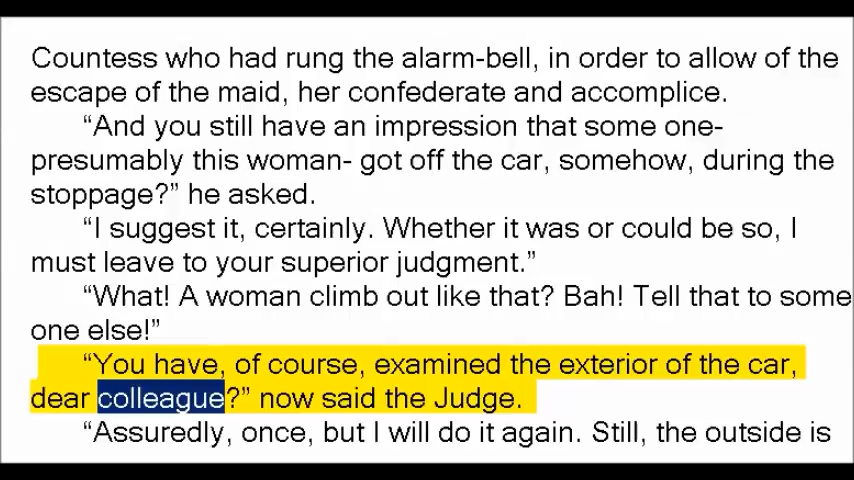 Countess who had rung the alarm-bell, in order to allow of the
escape of the maid, her confederate and accomplice.
“And you still have an impression that some one-
presumably this woman- got off the car, somehow, during the
stoppage?” he asked.
“I suggest it, certainly. Whether it was or could be so, I
must leave to your superior judgment.”
“What! A woman climb out like that? Bah! Tell that to some
one else!”
“You have, of course, examined the exterior of the car,
dear colleague?” now said the Judge.
“Assuredly, once, but I will do it again. Still, the outside is